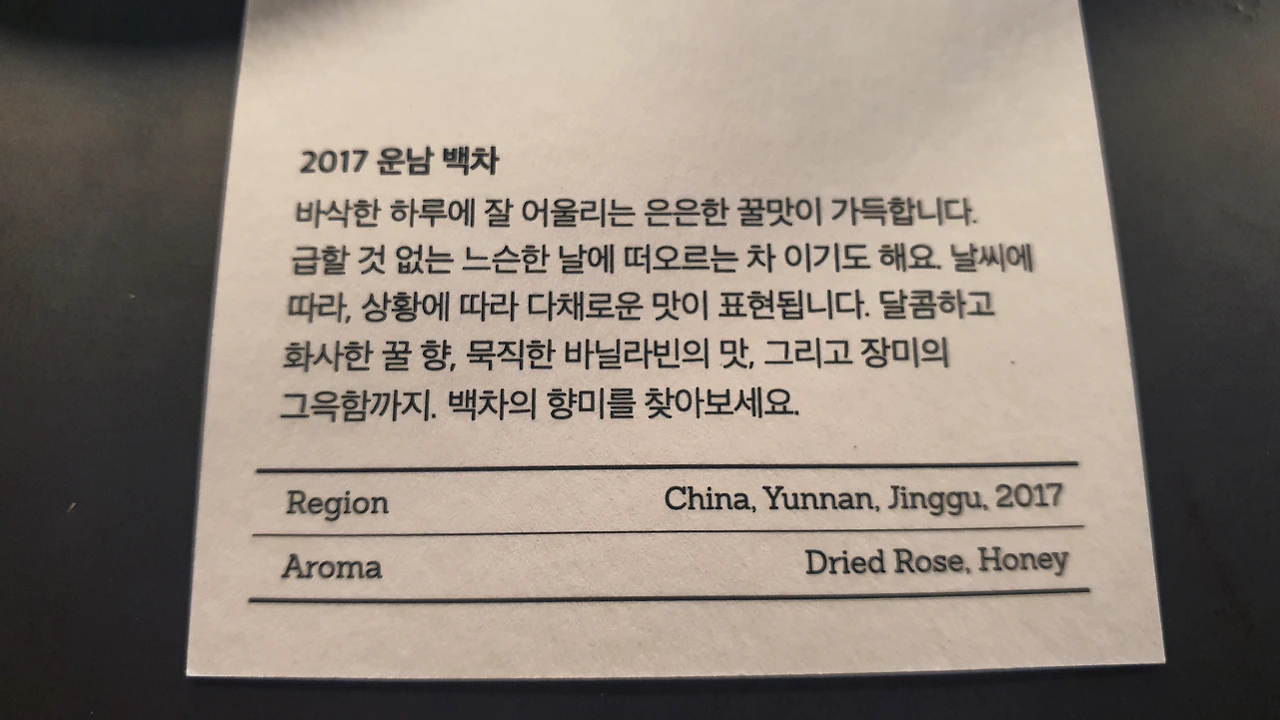 2017 운남 백차
바삭한 하루에 잘 어울리는 은은한 꿀맛이 가득합니다.
급할 것 없는 느슨한 날에 떠오르는 차 이기도 해요. 날씨에
따라, 상황에 따라 다채로운 맛이 표현됩니다. 달콤하고
화사한 꿀 향, 묵직한 바닐라빈의 맛, 그리고 장미의
그윽함까지. 백차의 향미를 찾아보세요.
Region China, Yunnan, Jinggu, 2017
Aroma Dried Rose, Honey